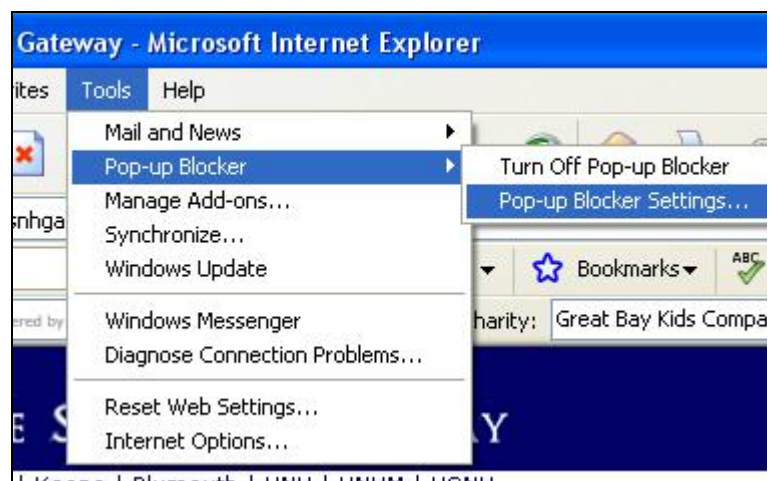 Gateway - Microsoft Internet Explorer
ites Tools Help
Mail and News
Pop-up Blocker
Turn Off Pop-up Blocker
Manage Add-ons...
Pop-up Blocker Settings...
snhga
Synchronize...
Windows Update
Bookmarks
ABC
ered by
Windows Messenger
harity: Great Bay Kids Compa
Diagnose Connection Problems...
Reset Web Settings...
E S
AY
Internet Options...